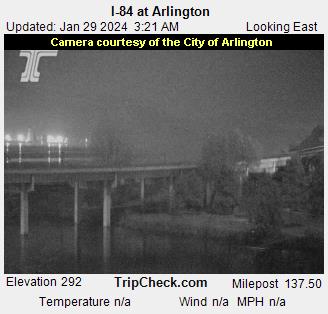 I-84 at Arlington
Updated: Jan 29 2024 3:21 AM Looking East
Camera courtesy of the City of Arlington
Elevation 292 TripCheck.com Milepost 137.50
Temperature n/a Wind n/a MPH n/a